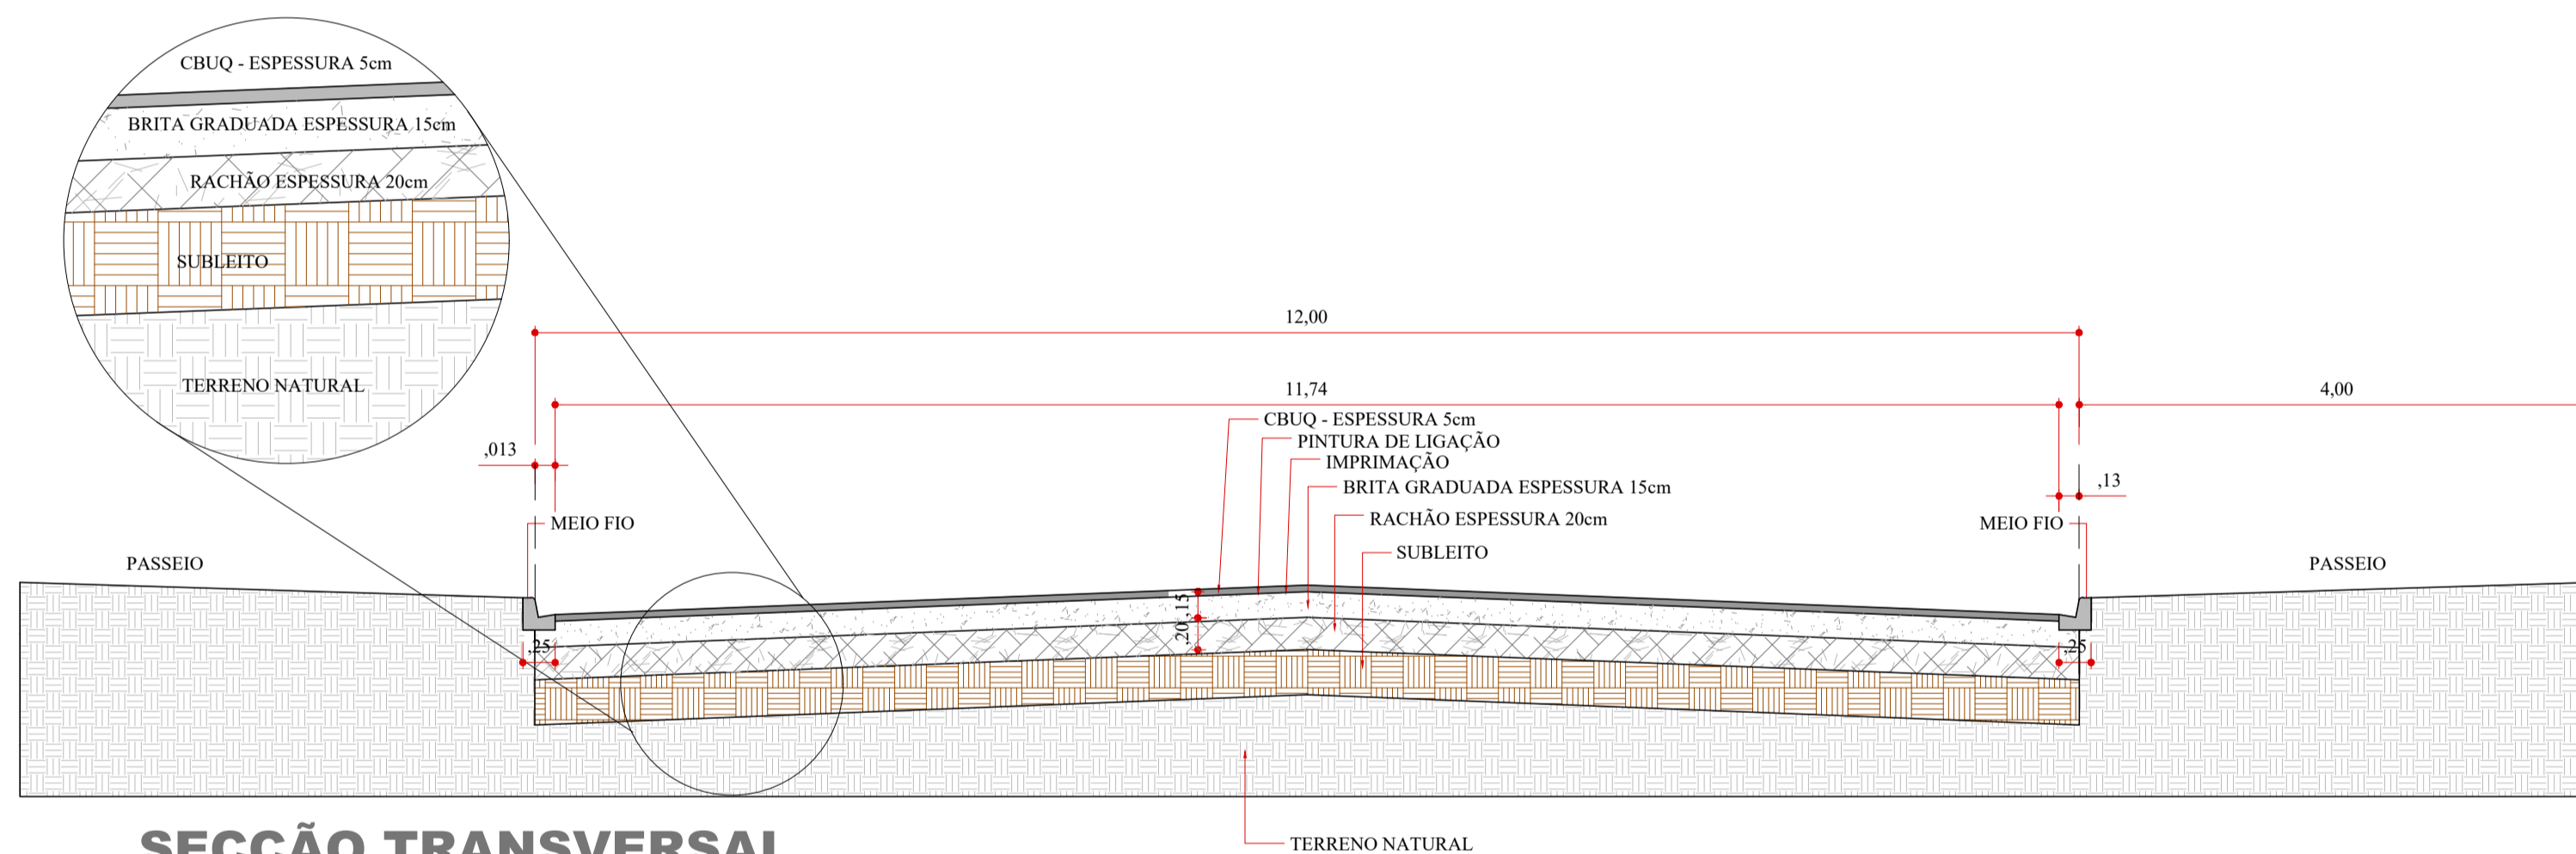 CBUQ - ESPESSURA 5cm
BRITA GRADUADA ESPESSURA 15cm
RACHÃO ESPESSURA 20cm
SUBLEITO
TERRENO NATURAL
12,00
11,74
4,00
CBUQ - ESPESSURA 5cm
PINTURA DE LIGAÇÃO
IMPRIMAÇÃO
BRITA GRADUADA ESPESSURA 15cm
RACHÃO ESPESSURA 20cm
SUBLEITO
,013
,13
MEIO FIO
MEIO FIO
PASSEIO
PASSEIO
,15
,20
,25
,25
TERRENO NATURAL
SECÇÃO TRANSVERSAL